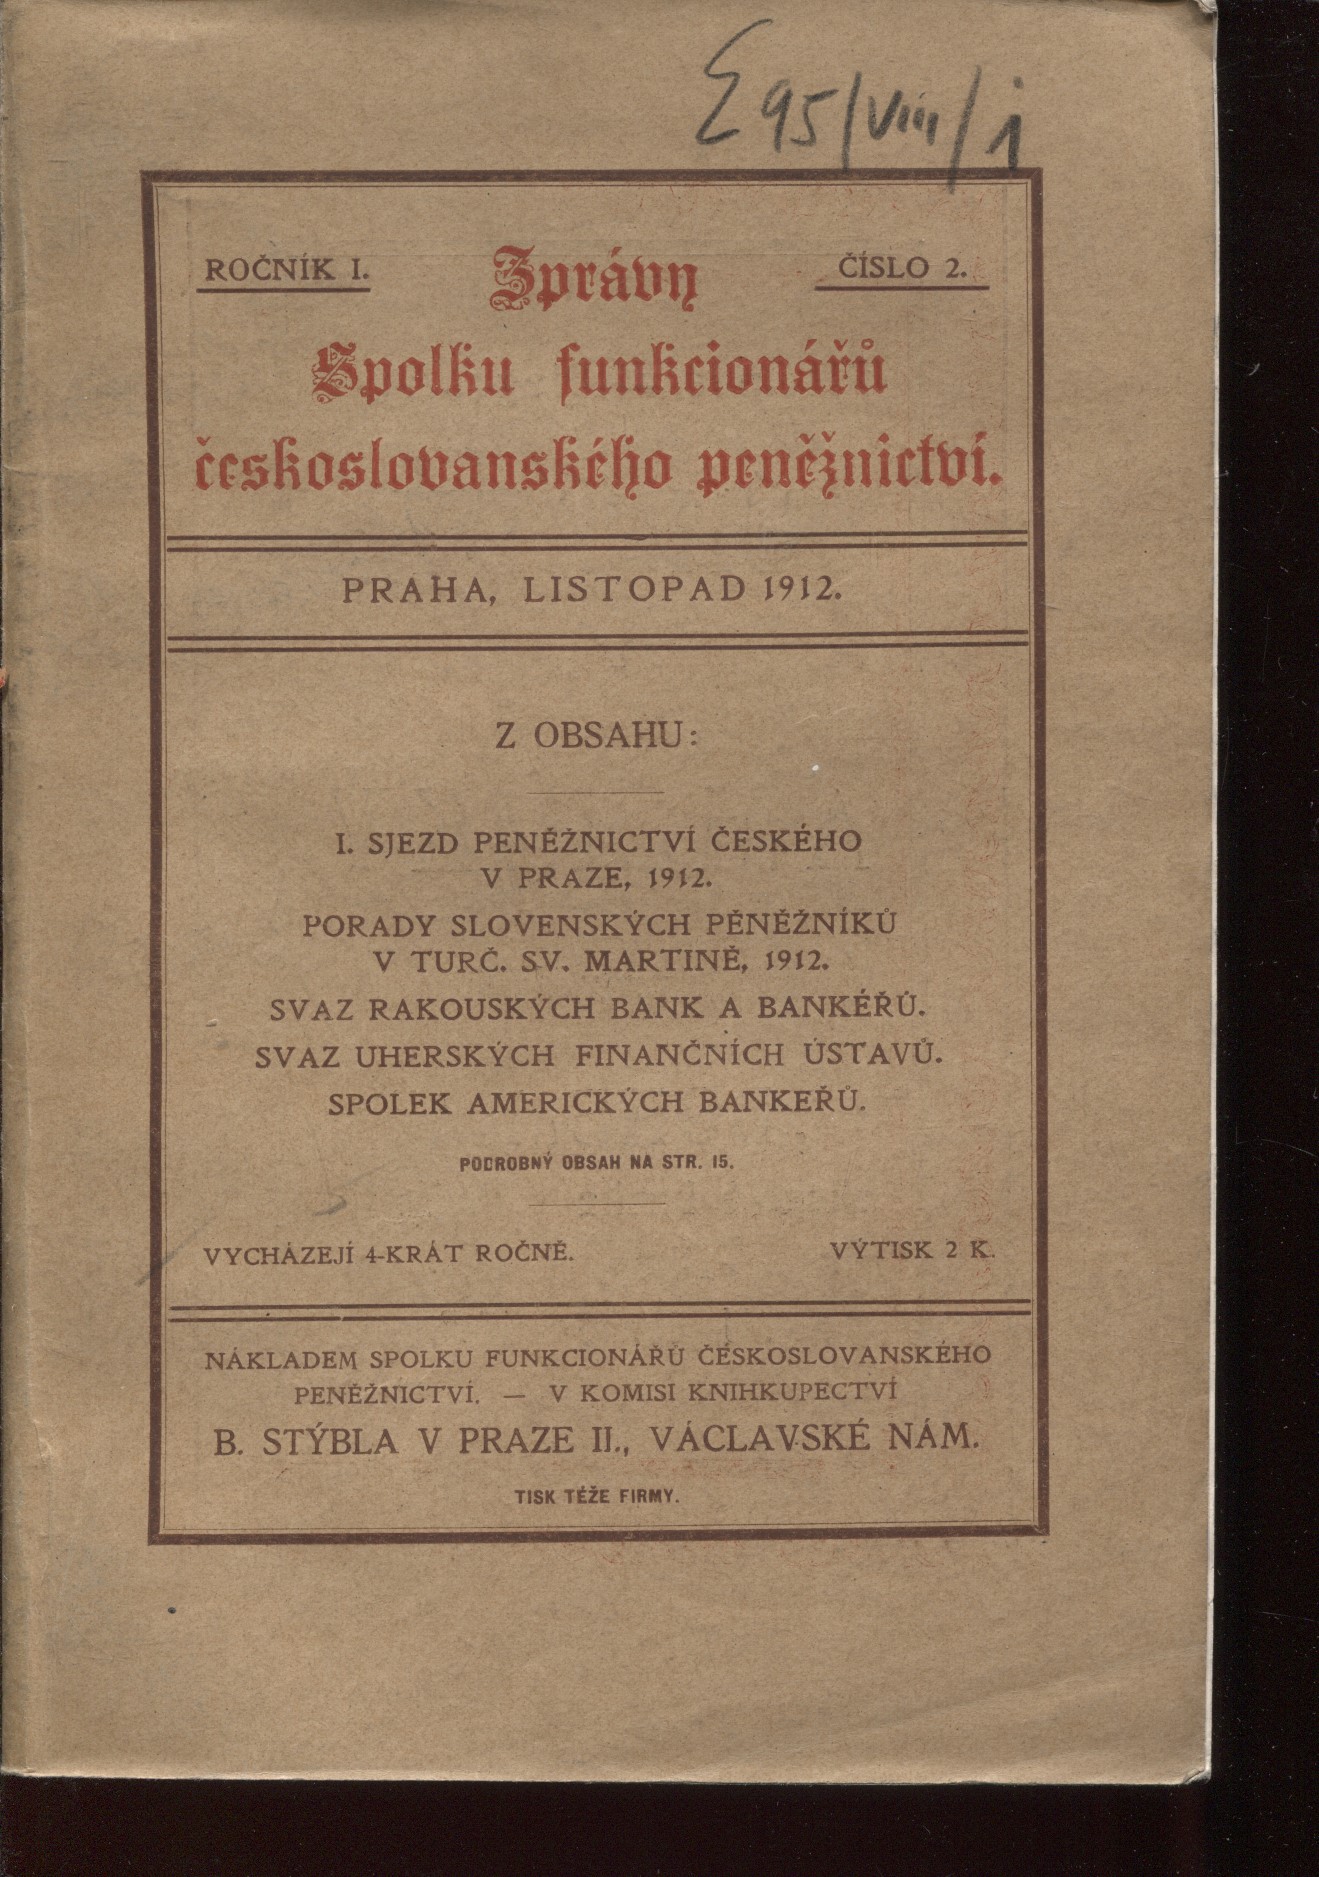 E 95/VIII/1
ROČNÍK I.
Zprávy
ČÍSLO 2.
Spolku funkcionářů
českoslovanského peněžnictví.
PRAHA, LISTOPAD 1912.
Z OBSAHU:
I. SJEZD PENĚŽNICTVÍ ČESKÉHO
V PRAZE, 1912.
PORADY SLOVENSKÝCH PĚNĚŽNÍKŮ
V TURČ. SV. MARTINĚ, 1912.
SVAZ RAKOUSKÝCH BANK A BANKÉŘŮ.
SVAZ UHERSKÝCH FINANČNÍCH ÚSTAVŮ.
SPOLEK AMERICKÝCH BANKEŘŮ.
PODROBNÝ OBSAH NA STR. 15.
VYCHÁZEJÍ 4-KRÁT ROČNĚ.
VÝTISK 2 K.
NÁKLADEM SPOLKU FUNKCIONÁŘŮ ČESKOSLOVANSKÉHO
PENĚŽNICTVÍ. — V KOMISI KNIHKUPECTVÍ
B. STÝBLA V PRAZE II., VÁCLAVSKÉ NÁM.
TISK TÉŽE FIRMY.